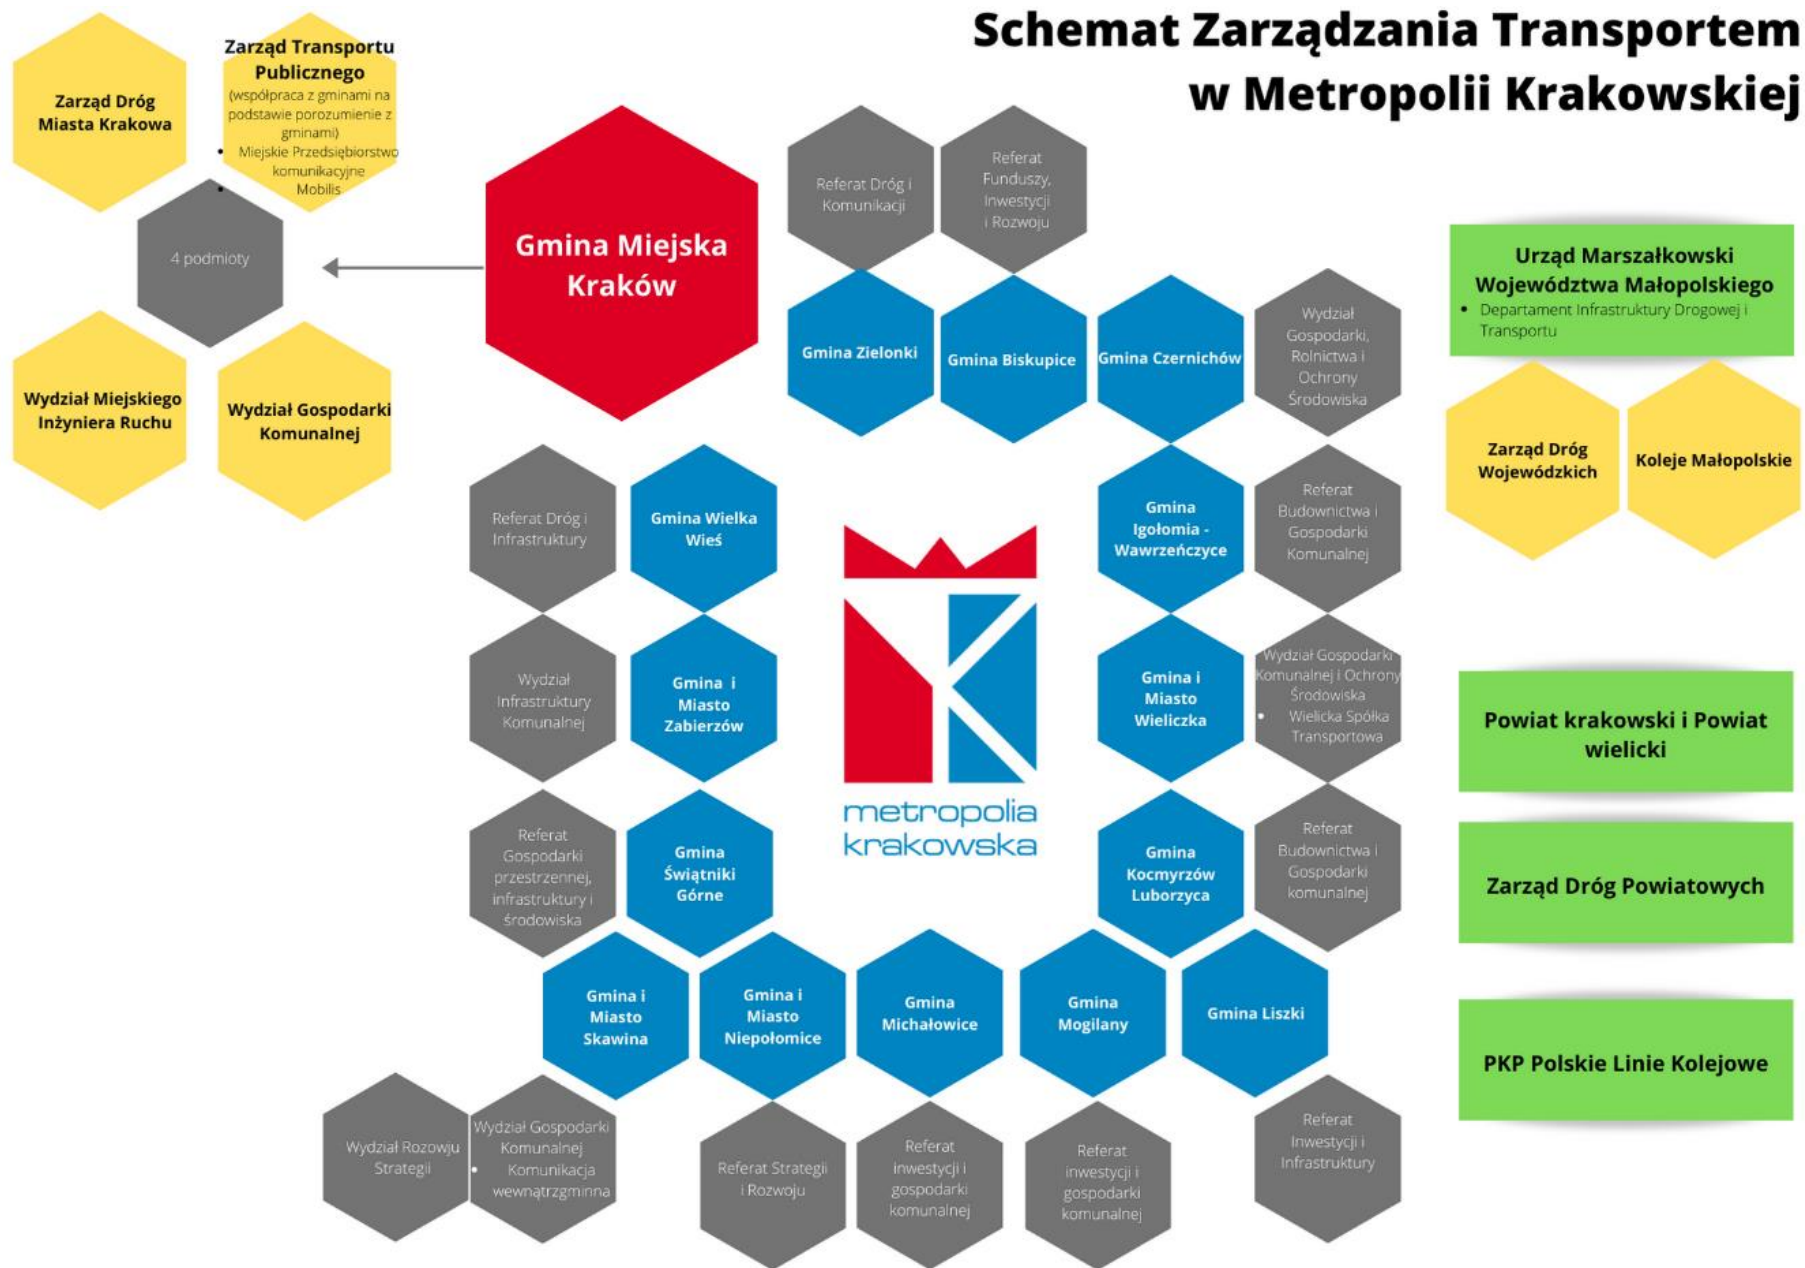 Schemat Zarządzania Transportem
w Metropolii Krakowskiej
Zarząd Dróg
Miasta Krakowa
Zarząd Transportu
Publicznego
(współpraca z gminami na
podstawie porozumienie z
gminami)
• Miejskie Przedsiębiorstwo
komunikacyjne
• Mobilis
4 podmioty
Wydział Miejskiego
Inżyniera Ruchu
Wydział Gospodarki
Komunalnej
Gmina Miejska
Kraków
Referat Dróg i
Komunikacji
Referat
Funduszy,
Inwestycji
i Rozwoju
Gmina Zielonki
Gmina Biskupice
Gmina Czernichów
Wydział
Gospodarki,
Rolnictwa i
Ochrony
Środowiska
Urząd Marszałkowski
Województwa Małopolskiego
• Departament Infrastruktury Drogowej i
Transportu
Zarząd Dróg
Wojewódzkich
Koleje Małopolskie
Referat Dróg i
Infrastruktury
Gmina Wielka
Wieś
Gmina
Igołomia -
Wawrzeńczyce
Referat
Budownictwa i
Gospodarki
Komunalnej
Wydział
Infrastruktury
Komunalnej
Gmina i
Miasto
Zabierzów
Gmina i
Miasto
Wieliczka
Wydział Gospodarki
Komunalnej i Ochrony
Środowiska
• Wielicka Spółka
Transportowa
Powiat krakowski i Powiat
wielicki
metropolia
krakowska
Referat
Gospodarki
przestrzennej,
infrastruktury i
środowiska
Gmina
Świątniki
Górne
Gmina
Kocmyrzów
Luborzyca
Referat
Budownictwa i
Gospodarki
komunalnej
Zarząd Dróg Powiatowych
Gmina i
Miasto
Skawina
Gmina i
Miasto
Niepołomice
Gmina
Michałowice
Gmina
Mogilany
Gmina Liszki
PKP Polskie Linie Kolejowe
Wydział Rozowju
Strategii
Wydział Gospodarki
Komunalnej
• Komunikacja
wewnątrzgminna
Referat Strategii
i Rozwoju
Referat
inwestycji i
gospodarki
komunalnej
Referat
inwestycji i
gospodarki
komunalnej
Referat
Inwestycji i
Infrastruktury